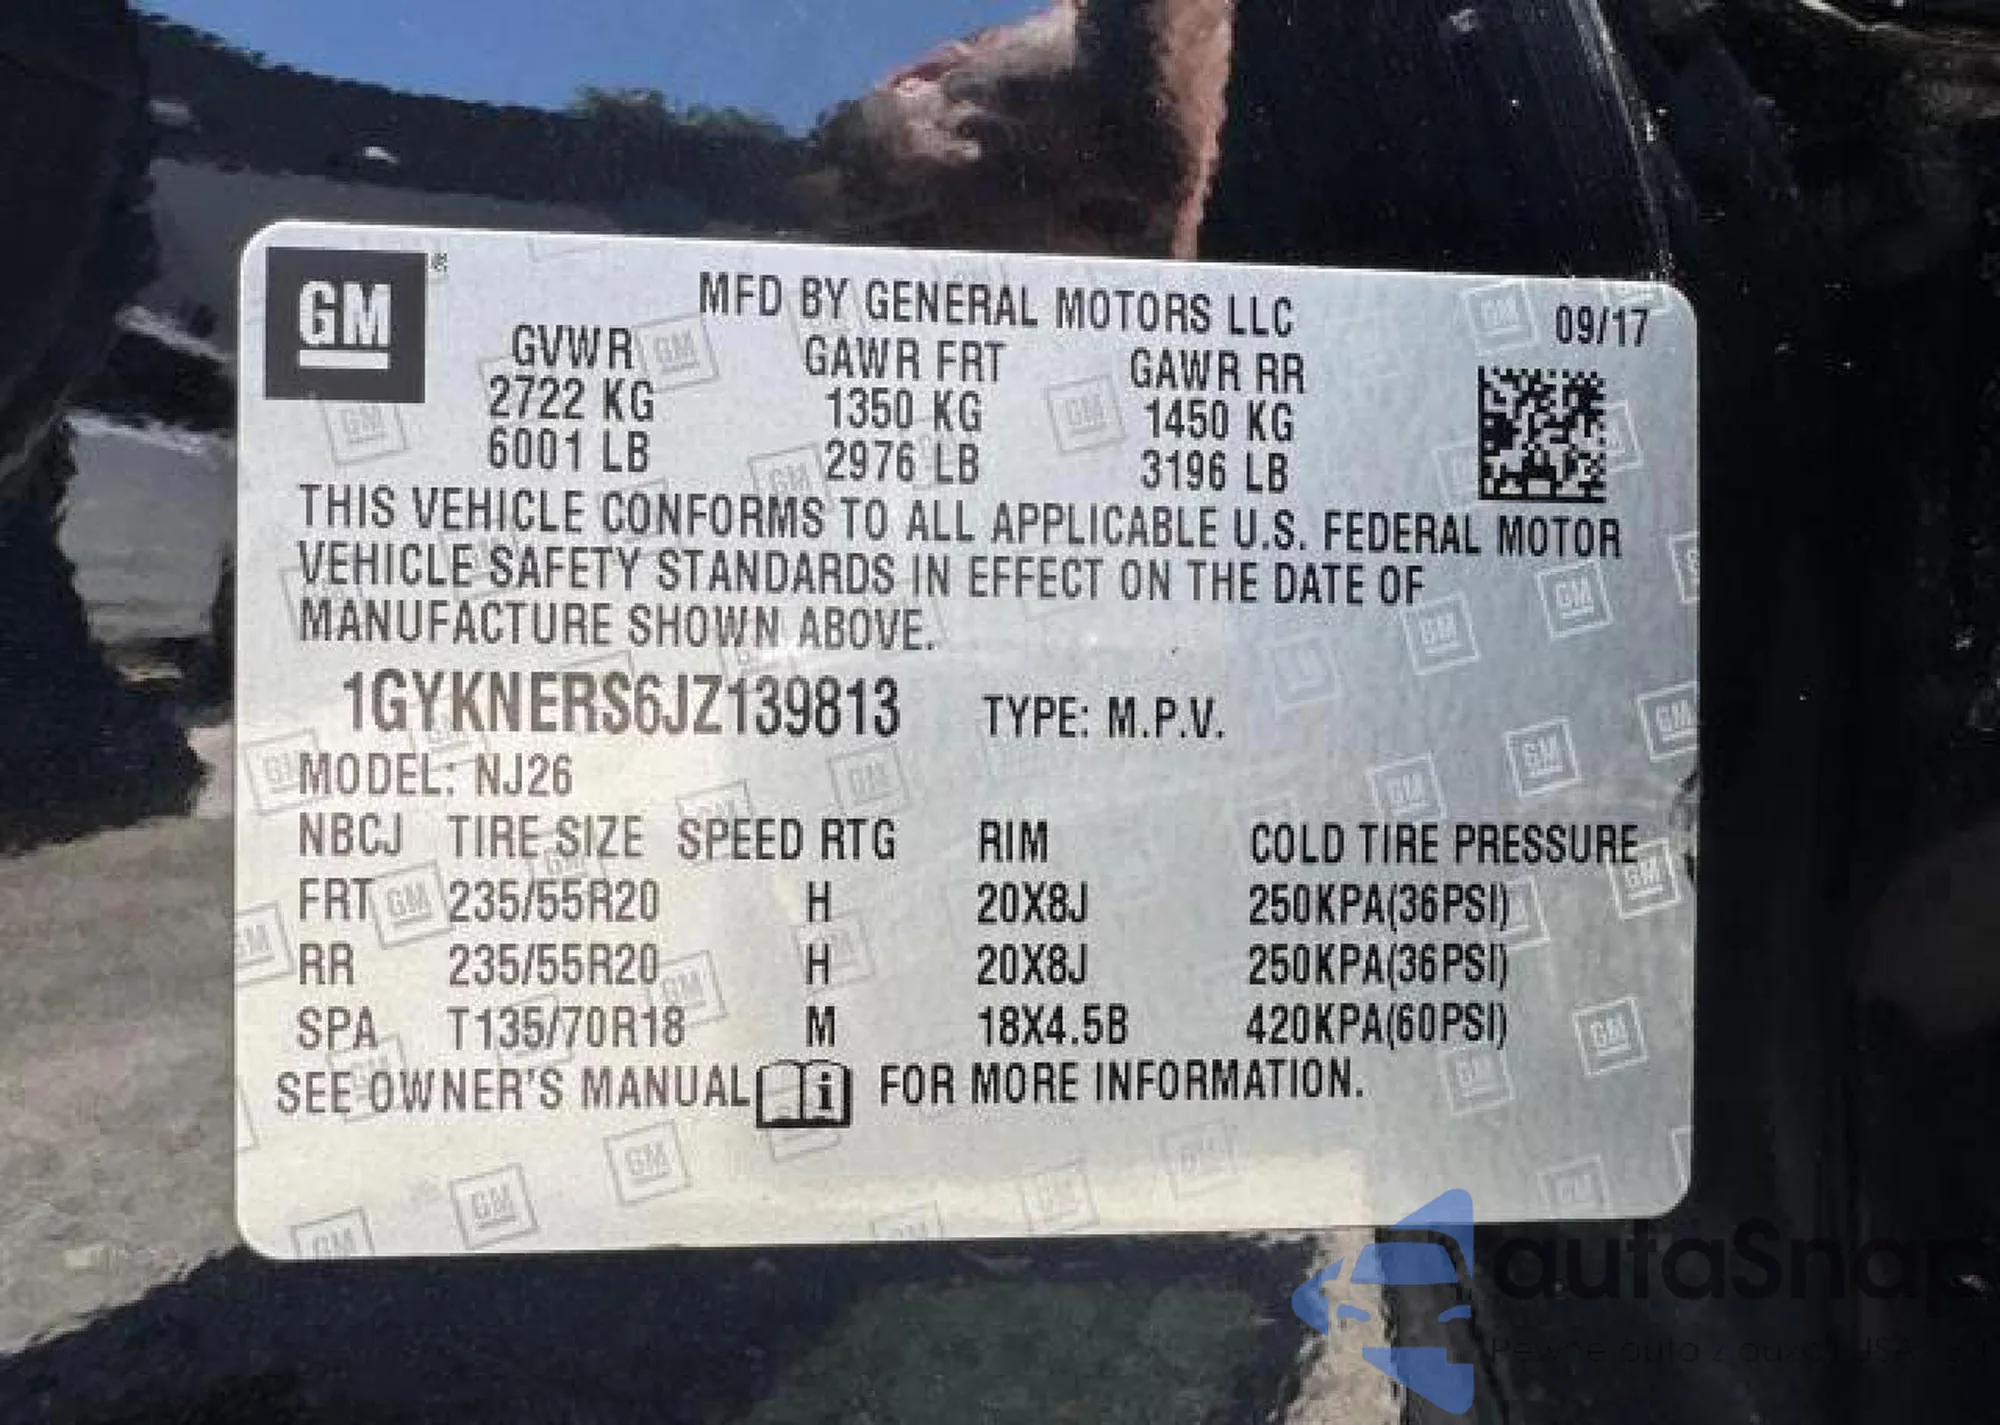 GM
MFD BY GENERAL MOTORS LLC
09/17
GVWR GAWR FRT GAWR RR
2722 KG 1350 KG 1450 KG
6001 LB 2976 LB 3196 LB
THIS VEHICLE CONFORMS TO ALL APPLICABLE U.S. FEDERAL MOTOR
VEHICLE SAFETY STANDARDS IN EFFECT ON THE DATE OF
MANUFACTURE SHOWN ABOVE.
1GYKNERS6JZ139813 TYPE: M.P.V.
MODEL: NJ26
NBCJ TIRE SIZE SPEED RTG RIM COLD TIRE PRESSURE
FRT 235/55R20 H 20X8J 250KPA(36PSI)
RR 235/55R20 H 20X8J 250KPA(36PSI)
SPA T135/70R18 M 18X4.5B 420KPA(60PSI)
SEE OWNER'S MANUAL i FOR MORE INFORMATION.
autaSnap
Pewne auta z